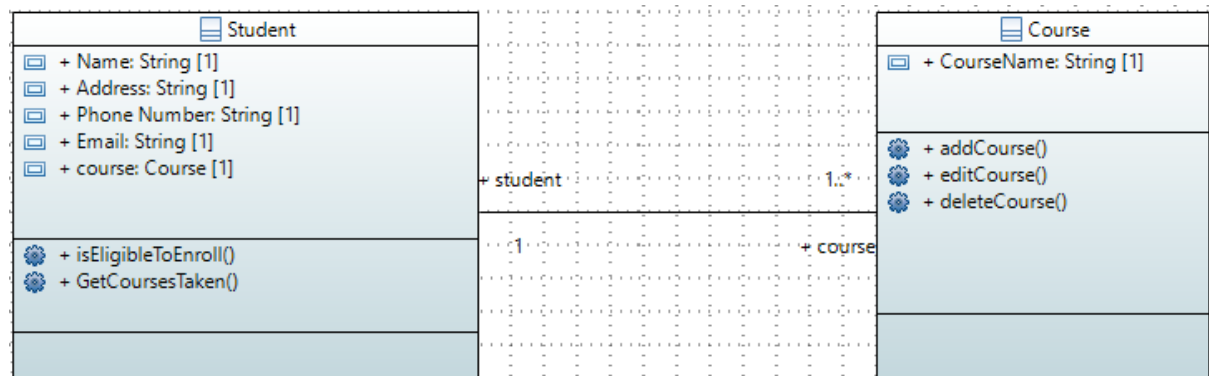 Student
+ Name: String [1]
+ Address: String [1]
+ Phone Number: String [1]
+ Email: String [1]
+ course: Course [1]
+ isEligibleToEnroll()
+ GetCoursesTaken()
+ student
1..*
1
+ course
Course
+ CourseName: String [1]
+ addCourse()
+ editCourse()
+ deleteCourse()